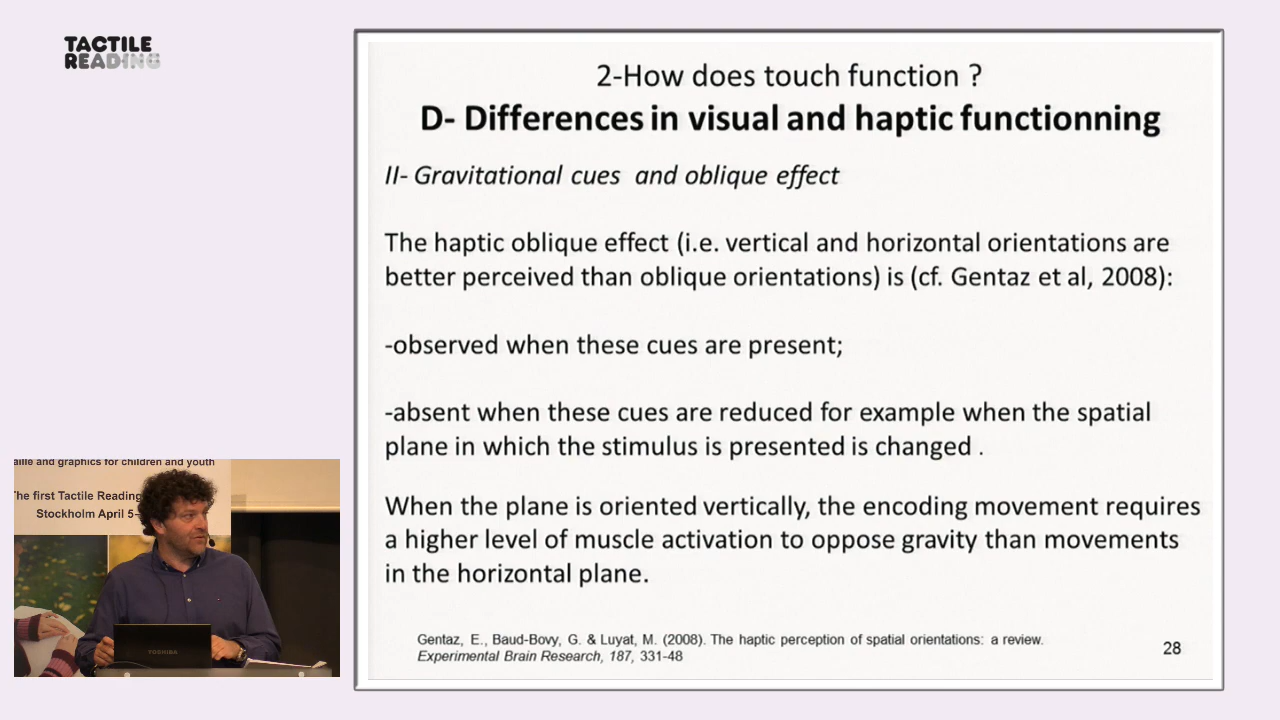 TACTILE
READING
2-How does touch function ?
D- Differences in visual and haptic functionning
II- Gravitational cues and oblique effect
The haptic oblique effect (i.e. vertical and horizontal orientations are
better perceived than oblique orientations) is (cf. Gentaz et al, 2008):
-observed when these cues are present;
-absent when these cues are reduced for example when the spatial
plane in which the stimulus is presented is changed .
When the plane is oriented vertically, the encoding movement requires
a higher level of muscle activation to oppose gravity than movements
in the horizontal plane.
Gentaz, E., Baud-Bovy, G. & Luyat, M. (2008). The haptic perception of spatial orientations: a review.
Experimental Brain Research, 187, 331-48
28
aille and graphics for children and youth
The first Tactile Reading
Stockholm April 5-
TOSHIBA